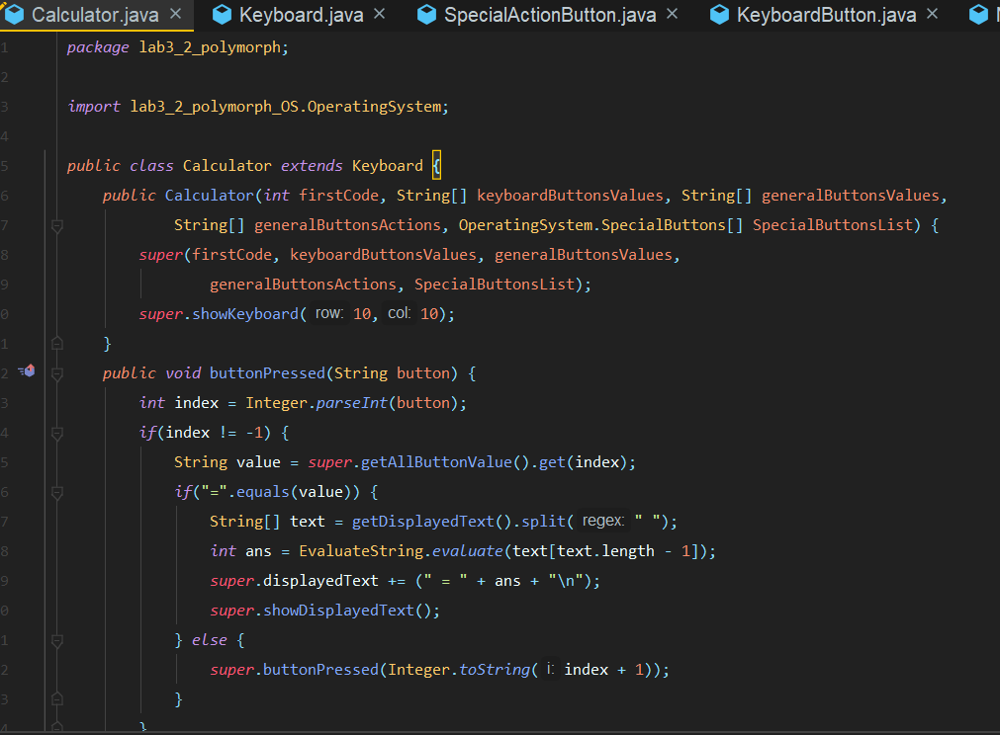 Calculator.java × Keyboard.java × SpecialActionButton.java × KeyboardButton.java ×
1 package lab3_2_polymorph;
2
3 import lab3_2_polymorph_OS.OperatingSystem;
4
5 public class Calculator extends Keyboard {
6 public Calculator(int firstCode, String[] keyboardButtonsValues, String[] generalButtonsValues,
7 String[] generalButtonsActions, OperatingSystem.SpecialButtons[] SpecialButtonsList) {
8 super(firstCode, keyboardButtonsValues, generalButtonsValues,
9 generalButtonsActions, SpecialButtonsList);
0 super.showKeyboard( row: 10, col: 10);
1 }
2 public void buttonPressed(String button) {
3 int index = Integer.parseInt(button);
4 if(index != -1) {
5 String value = super.getAllButtonValue().get(index);
6 if("=".equals(value)) {
7 String[] text = getDisplayedText().split( regex: " ");
8 int ans = EvaluateString.evaluate(text[text.length - 1]);
9 super.displayedText += (" = " + ans + "\n");
0 super.showDisplayedText();
1 } else {
2 super.buttonPressed(Integer.toString( i: index + 1));
3 }
4 }